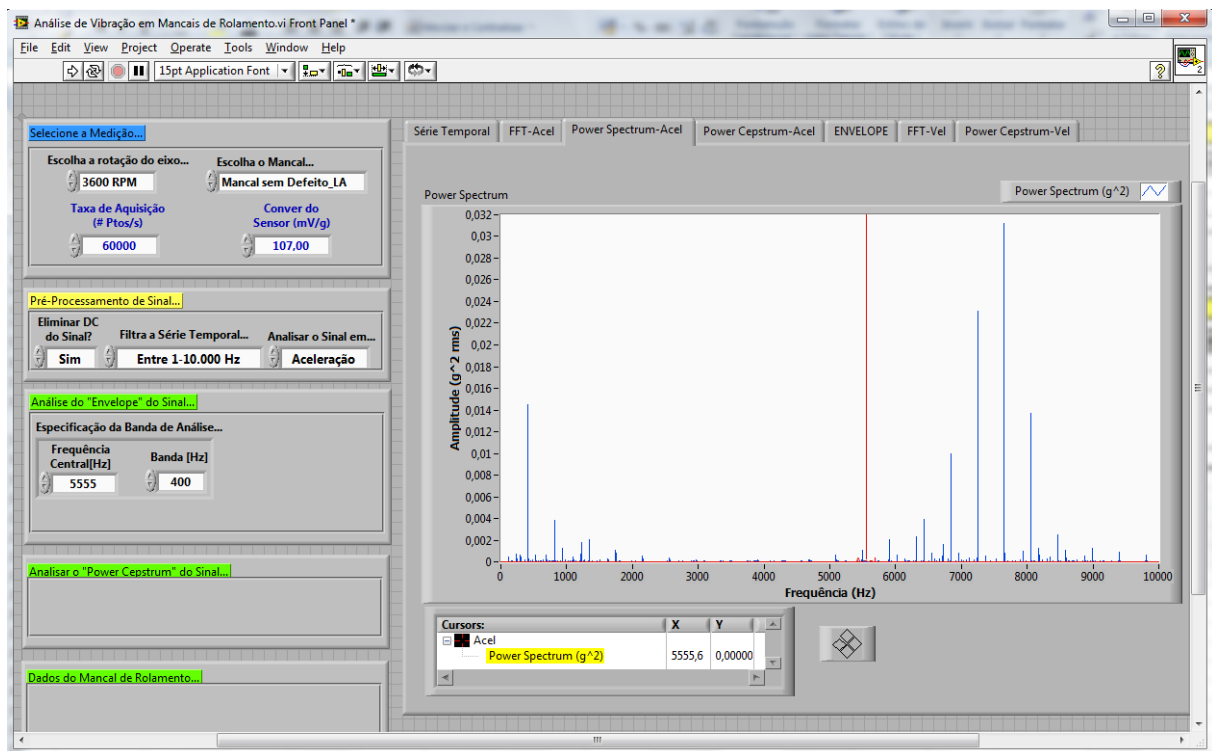 Análise de Vibração em Mancais de Rolamento.vi Front Panel *
File Edit View Project Operate Tools Window Help
15pt Application Font
2
Selecione a Medição...
Escolha a rotação do eixo...
3600 RPM
Escolha o Mancal...
Mancal sem Defeito_LA
Taxa de Aquisição
(# Ptos/s)
60000
Conver do
Sensor (mV/g)
107,00
Pré-Processamento de Sinal...
Eliminar DC
do Sinal?
Sim
Filtra a Série Temporal...
Entre 1-10.000 Hz
Analisar o Sinal em...
Aceleração
Análise do "Envelope" do Sinal...
Especificação da Banda de Análise...
Frequência
Central[Hz]
5555
Banda [Hz]
400
Analisar o "Power Cepstrum" do Sinal...
Dados do Mancal de Rolamento...
Série Temporal FFT-Acel Power Spectrum-Acel Power Cepstrum-Acel ENVELOPE FFT-Vel Power Cepstrum-Vel
Power Spectrum
Power Spectrum (g^2)
Amplitude (g^2 rms)
0,032
0,03
0,028
0,026
0,024
0,022
0,02
0,018
0,016
0,014
0,012
0,01
0,008
0,006
0,004
0,002
0
0 1000 2000 3000 4000 5000 6000 7000 8000 9000 10000
Frequência (Hz)
Cursors: X Y
Acel
Power Spectrum (g^2) 5555,6 0,00000